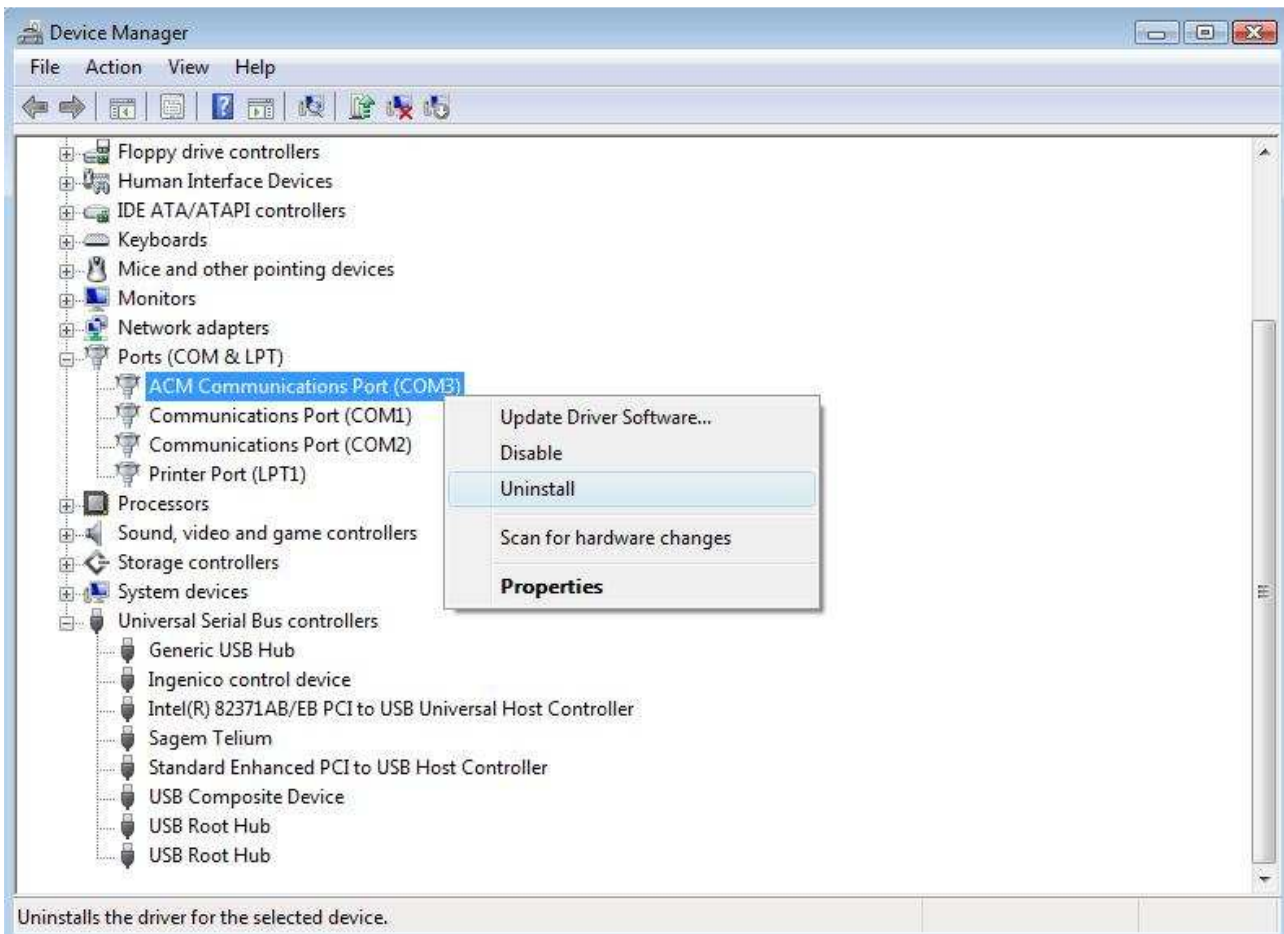 Device Manager
File Action View Help
Floppy drive controllers
Human Interface Devices
IDE ATA/ATAPI controllers
Keyboards
Mice and other pointing devices
Monitors
Network adapters
Ports (COM & LPT)
ACM Communications Port (COM3)
Communications Port (COM1)
Communications Port (COM2)
Printer Port (LPT1)
Processors
Sound, video and game controllers
Storage controllers
System devices
Universal Serial Bus controllers
Generic USB Hub
Ingenico control device
Intel(R) 82371AB/EB PCI to USB Universal Host Controller
Sagem Telium
Standard Enhanced PCI to USB Host Controller
USB Composite Device
USB Root Hub
USB Root Hub
Update Driver Software...
Disable
Uninstall
Scan for hardware changes
Properties
Uninstalls the driver for the selected device.